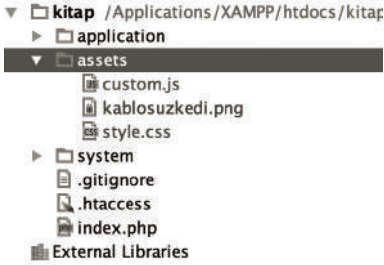 kitap /Applications/XAMPP/htdocs/kitap
application
assets
custom.js
kablosuzkedi.png
style.css
system
.gitignore
.htaccess
index.php
External Libraries